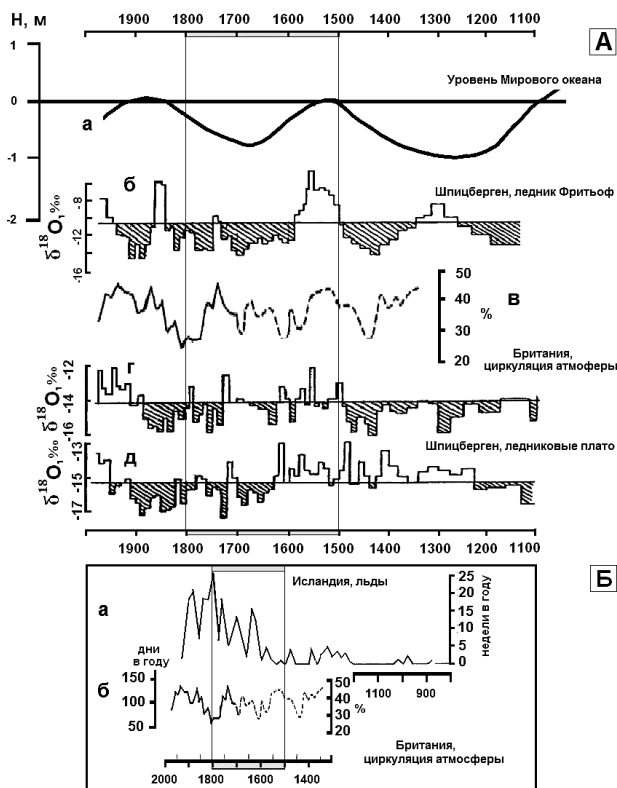 Н, м
1900 1800 1700 1600 1500 1400 1300 1200 1100
А
1
Уровень Мирового океана
0
а
-1
б
Шпицберген, ледник Фритьоф
-2
δ18O,‰
-8
-12
-16
50
40
30
20
%
в
Британия,
циркуляция атмоферы
г
δ18O,‰
-12
-14
-16
Шпицберген, ледниковые плато
д
δ18O,‰
-13
-15
-17
1900 1800 1700 1600 1500 1400 1300 1200 1100
Б
Исландия, льды
а
25
20
15
10
5
0
недели в году
1100 900
дни
в году
150
100
50
б
50
40
30
%
Британия,
циркуляция атмосферы
2000 1800 1600 1400